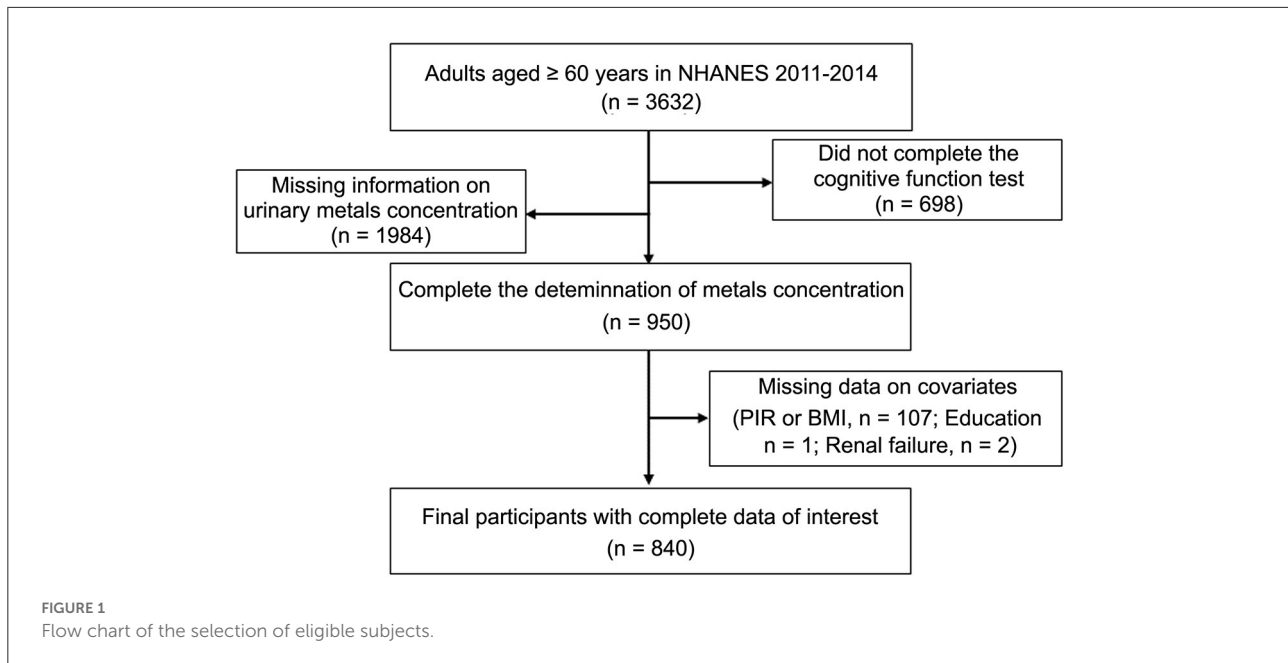 Adults aged ≥ 60 years in NHANES 2011-2014
(n = 3632)
Did not complete the
cognitive function test
(n = 698)
Missing information on
urinary metals concentration
(n = 1984)
Complete the deteminnation of metals concentration
(n = 950)
Missing data on covariates
(PIR or BMI, n = 107; Education
n = 1; Renal failure, n = 2)
Final participants with complete data of interest
(n = 840)
FIGURE 1
Flow chart of the selection of eligible subjects.